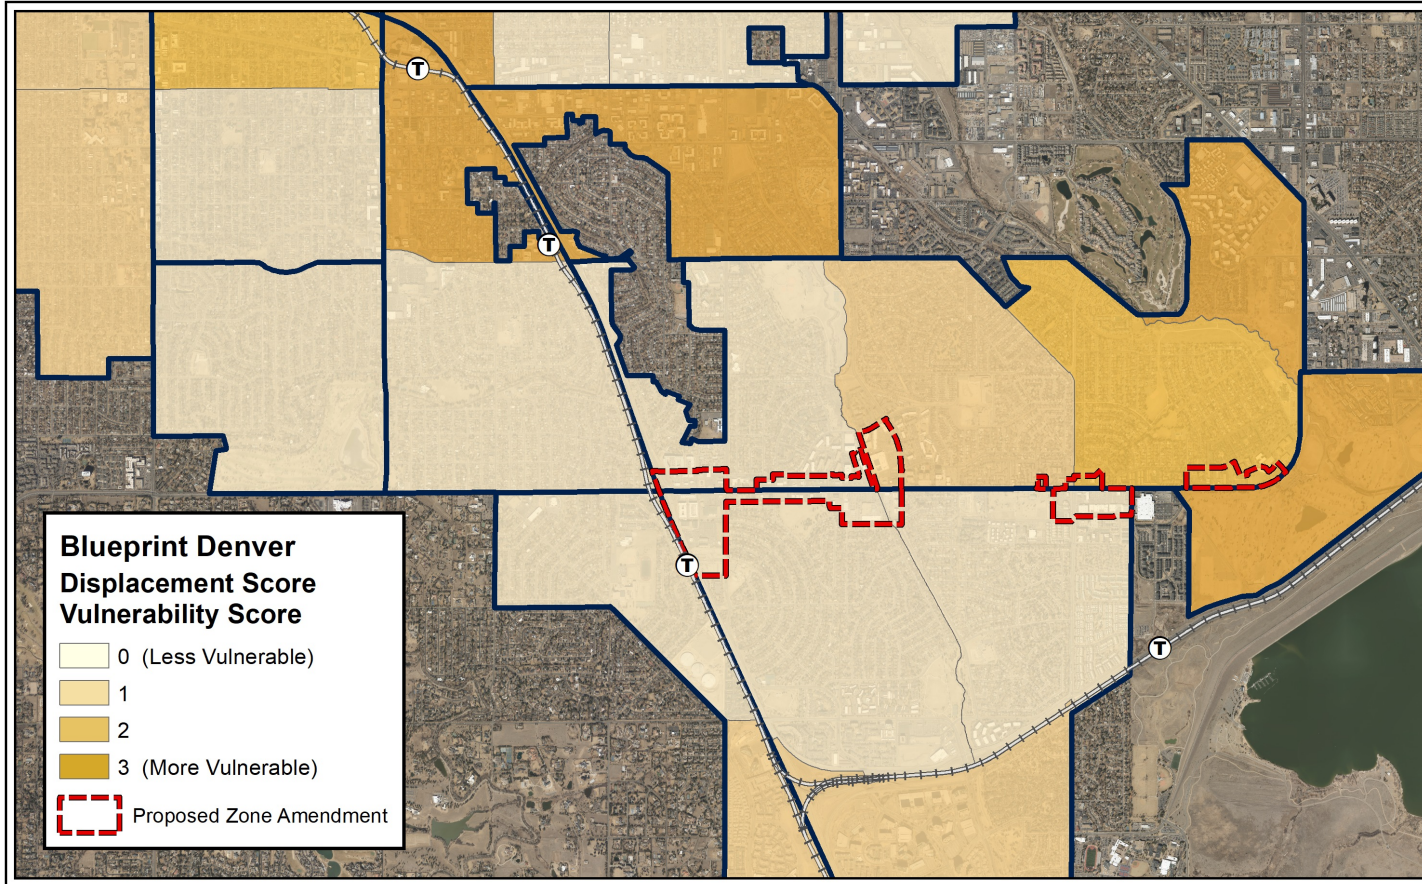 T
T
T
T
Blueprint Denver
Displacement Score
Vulnerability Score
0 (Less Vulnerable)
1
2
3 (More Vulnerable)
Proposed Zone Amendment